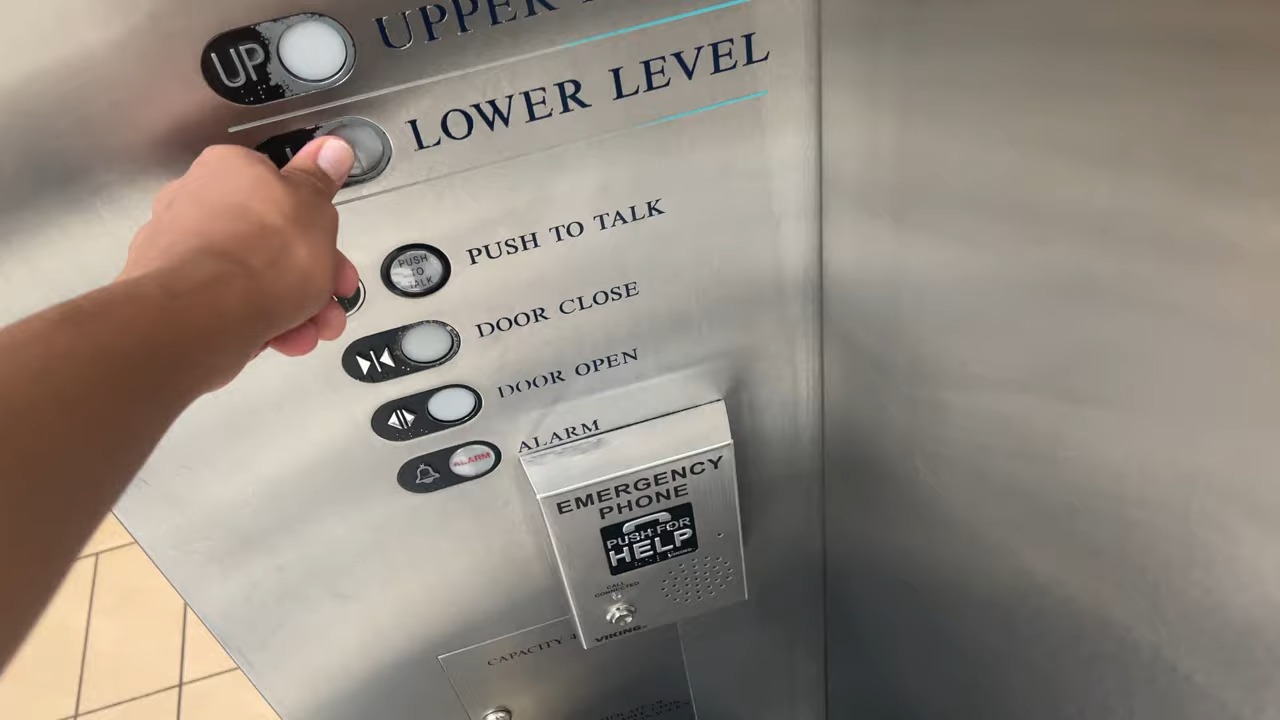 UP
UPPER
LOWER LEVEL
PUSH TO TALK
PUSH
TO
TALK
DOOR CLOSE
DOOR OPEN
ALARM
ALARM
EMERGENCY
PHONE
PUSH FOR
HELP
VIKING
CALL
CONNECTED
VIKING
CAPACITY